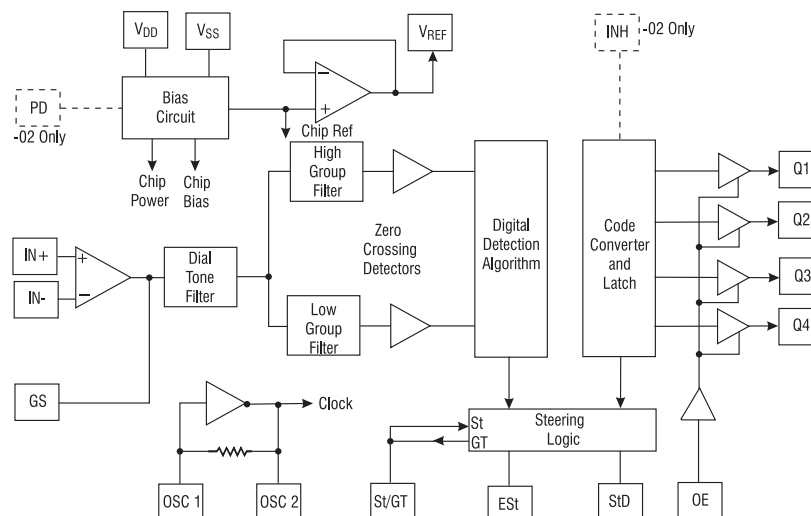 VDD
VSS
VREF
INH
-02 Only
PD
-02 Only
Bias
Circuit
−
+
Chip Ref
Chip
Power
Chip
Bias
High
Group
Filter
Zero
Crossing
Detectors
Digital
Detection
Algorithm
Code
Converter
and
Latch
Q1
Q2
Q3
Q4
IN+
IN-
+
−
Dial
Tone
Filter
Low
Group
Filter
GS
Clock
St
GT
Steering
Logic
OSC 1
OSC 2
St/GT
ESt
StD
OE